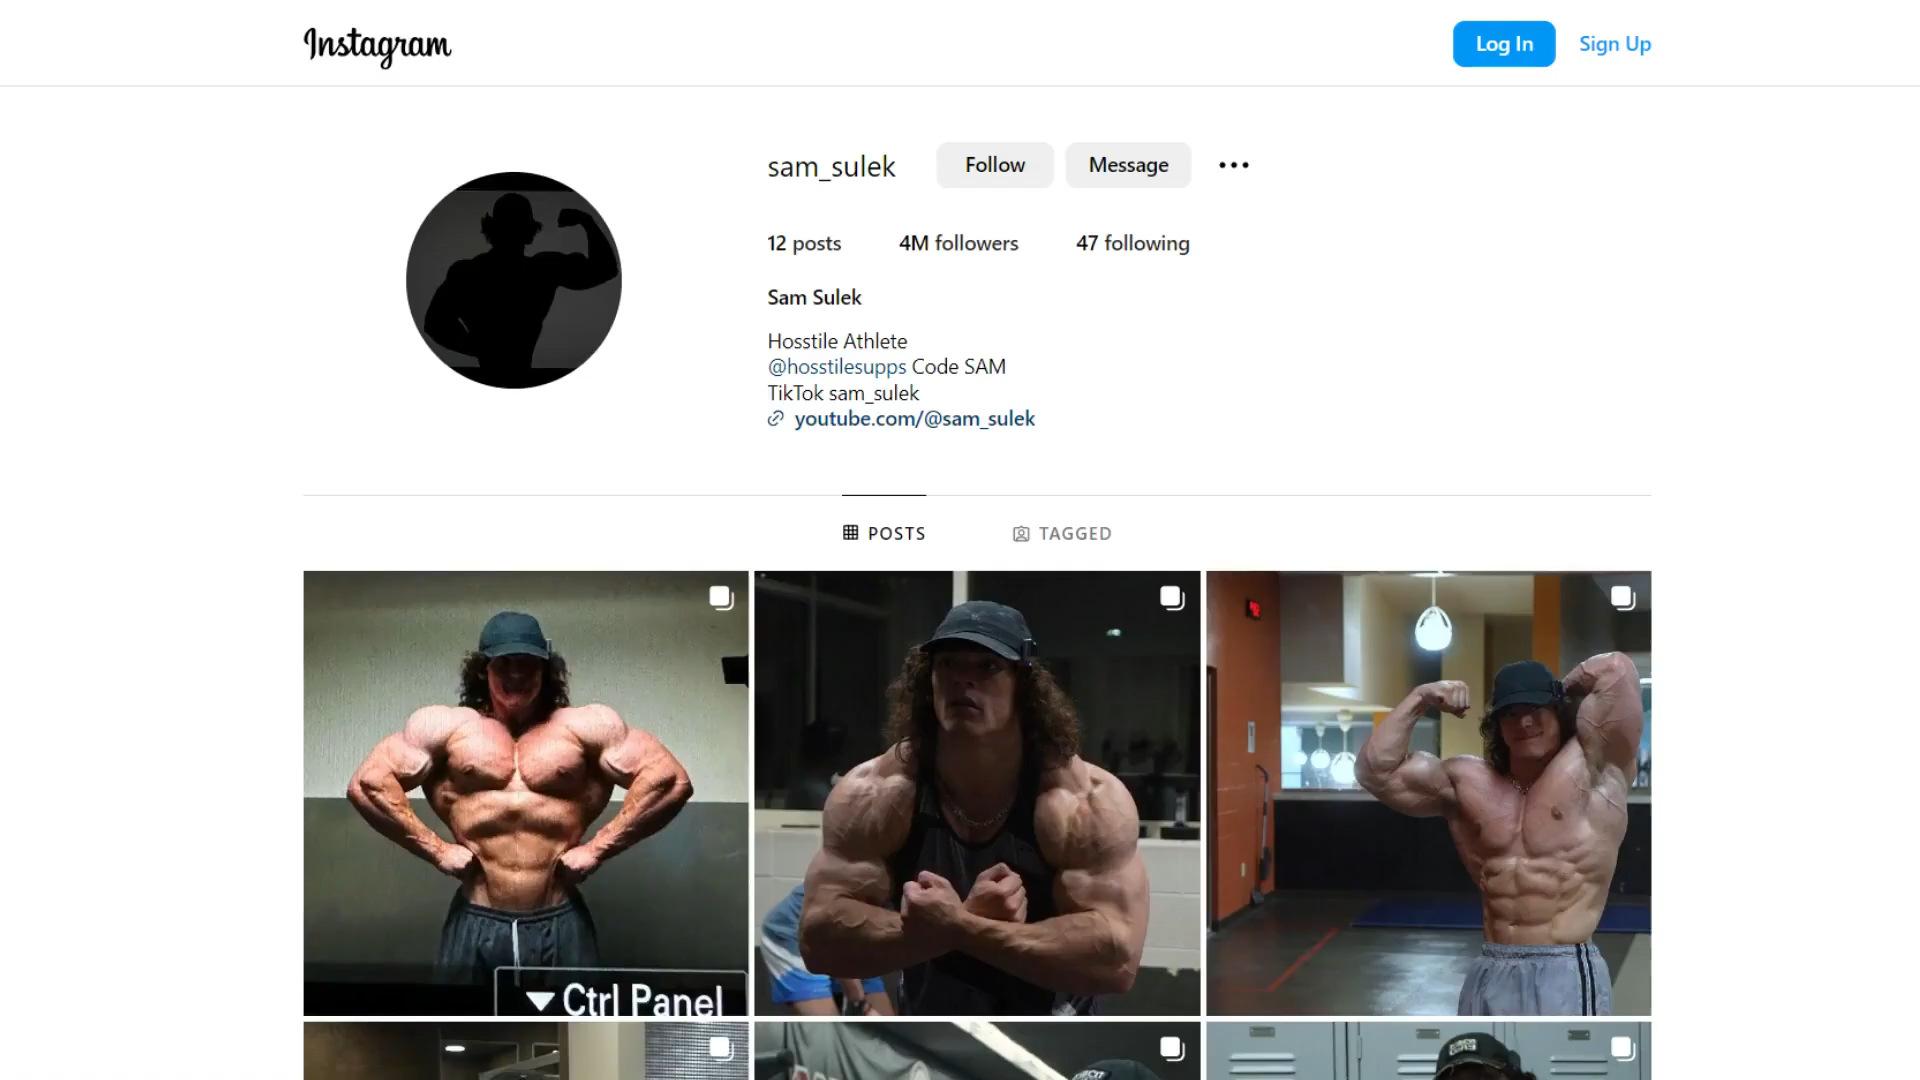 Instagram
Log In
Sign Up
sam_sulek
Follow
Message
12 posts
4M followers
47 following
Sam Sulek
Hosstile Athlete
@hosstilesupps Code SAM
TikTok sam_sulek
youtube.com/@sam_sulek
POSTS
TAGGED
Ctrl Panel